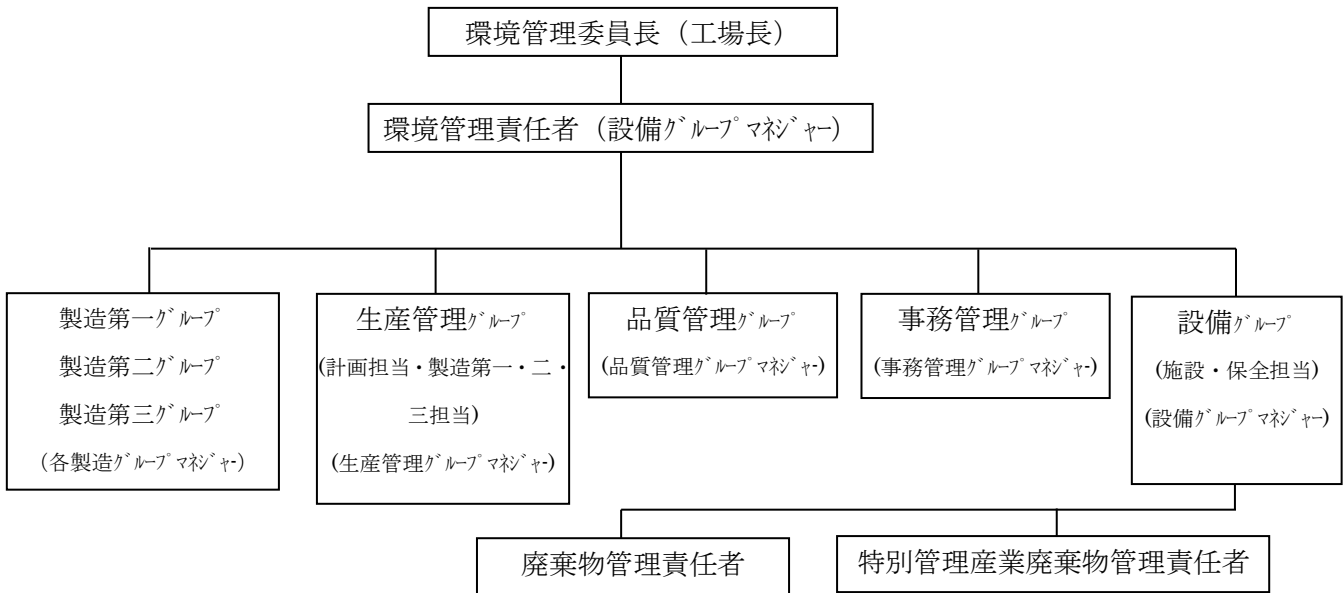 環境管理委員長（工場長）
環境管理責任者（設備ｸﾞﾙｰﾌﾟﾏﾈｼﾞｬｰ）
製造第一ｸﾞﾙｰﾌﾟ
製造第二ｸﾞﾙｰﾌﾟ
製造第三グループ
（各製造ｸﾞﾙｰﾌﾟﾏﾈｼﾞｬｰ）
生産管理ｸﾞﾙｰﾌﾟ
(計画担当・製造第一・二・
三担当)
(生産管理ｸﾞﾙｰﾌﾟﾏﾈｼﾞｬｰ)
品質管理ｸﾞﾙｰﾌﾟ
(品質管理ｸﾞﾙｰﾌﾟﾏﾈｼﾞｬｰ)
事務管理ｸﾞﾙｰﾌﾟ
(事務管理ｸﾞﾙｰﾌﾟﾏﾈｼﾞｬｰ)
設備ｸﾞﾙｰﾌﾟ
(施設・保全担当)
(設備ｸﾞﾙｰﾌﾟﾏﾈｼﾞｬｰ)
廃棄物管理責任者
特別管理産業廃棄物管理責任者